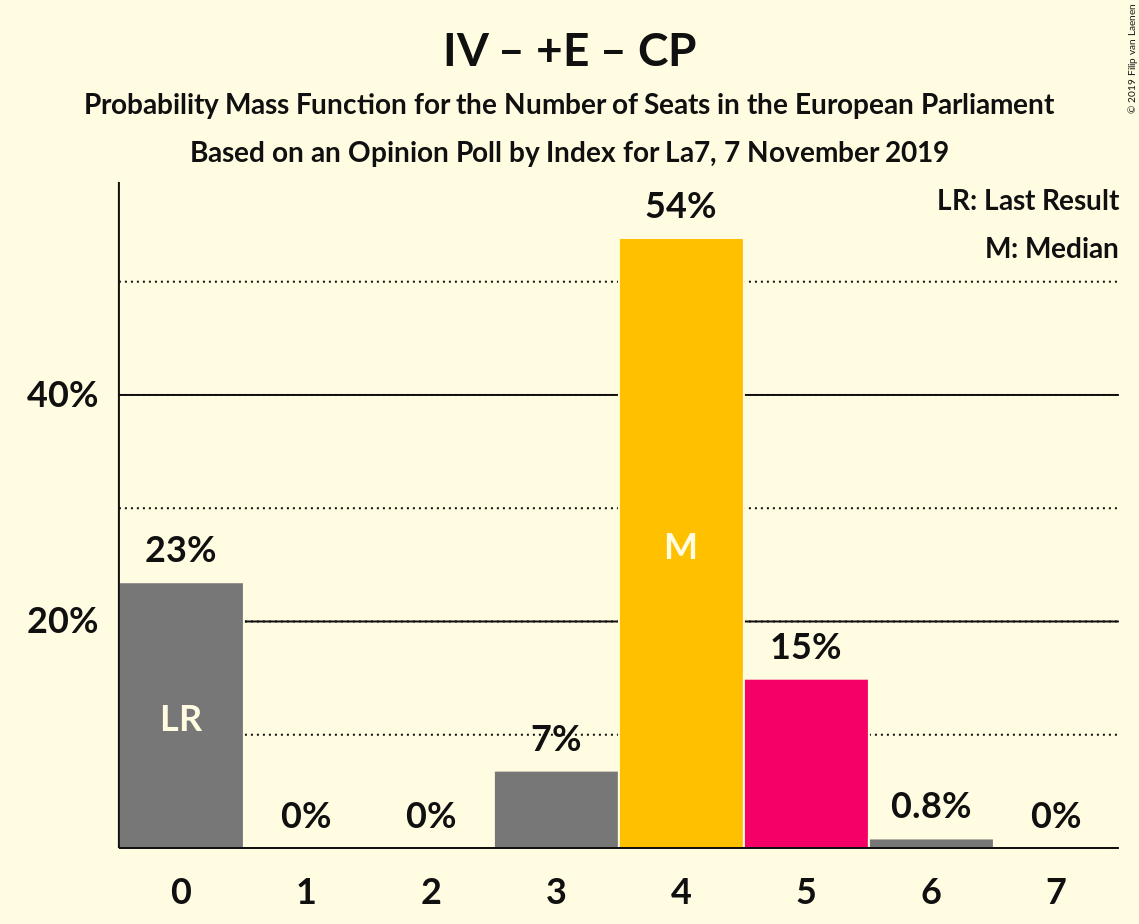 IV – +E – CP
Probability Mass Function for the Number of Seats in the European Parliament
Based on an Opinion Poll by Index for La7, 7 November 2019
© 2019 Filip van Laenen
LR: Last Result
M: Median
54%
40%
M
23%
20%
15%
LR
7%
0%
0%
0.8%
0%
0 1 2 3 4 5 6 7